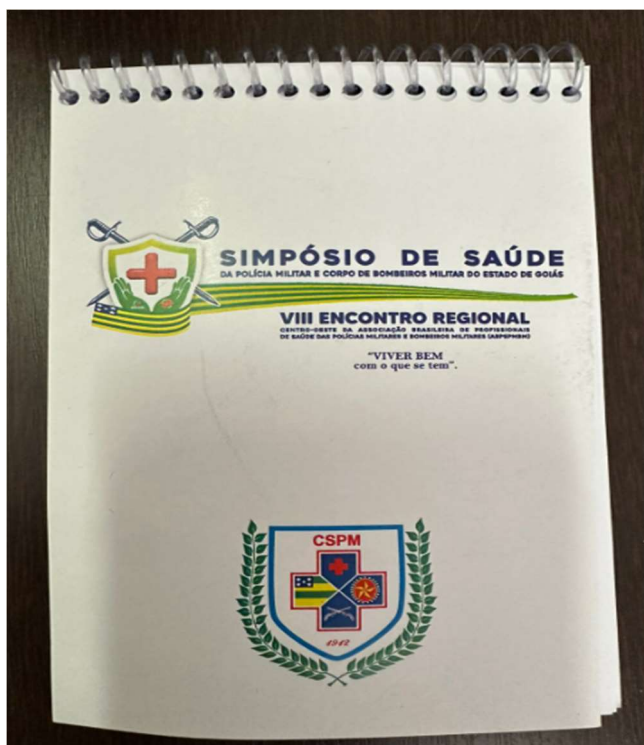 SIMPÓSIO DE SAÚDE
DA POLÍCIA MILITAR E CORPO DE BOMBEIROS MILITAR DO ESTADO DE GOIÁS
VIII ENCONTRO REGIONAL
CENTRO-OESTE DA ASSOCIAÇÃO BRASILEIRA DE PROFISSIONAIS
DE SAÚDE DAS POLÍCIAS MILITARES E BOMBEIROS MILITARES (ABPSPMBM)
"VIVER BEM
com o que se tem".
CSPM
1942